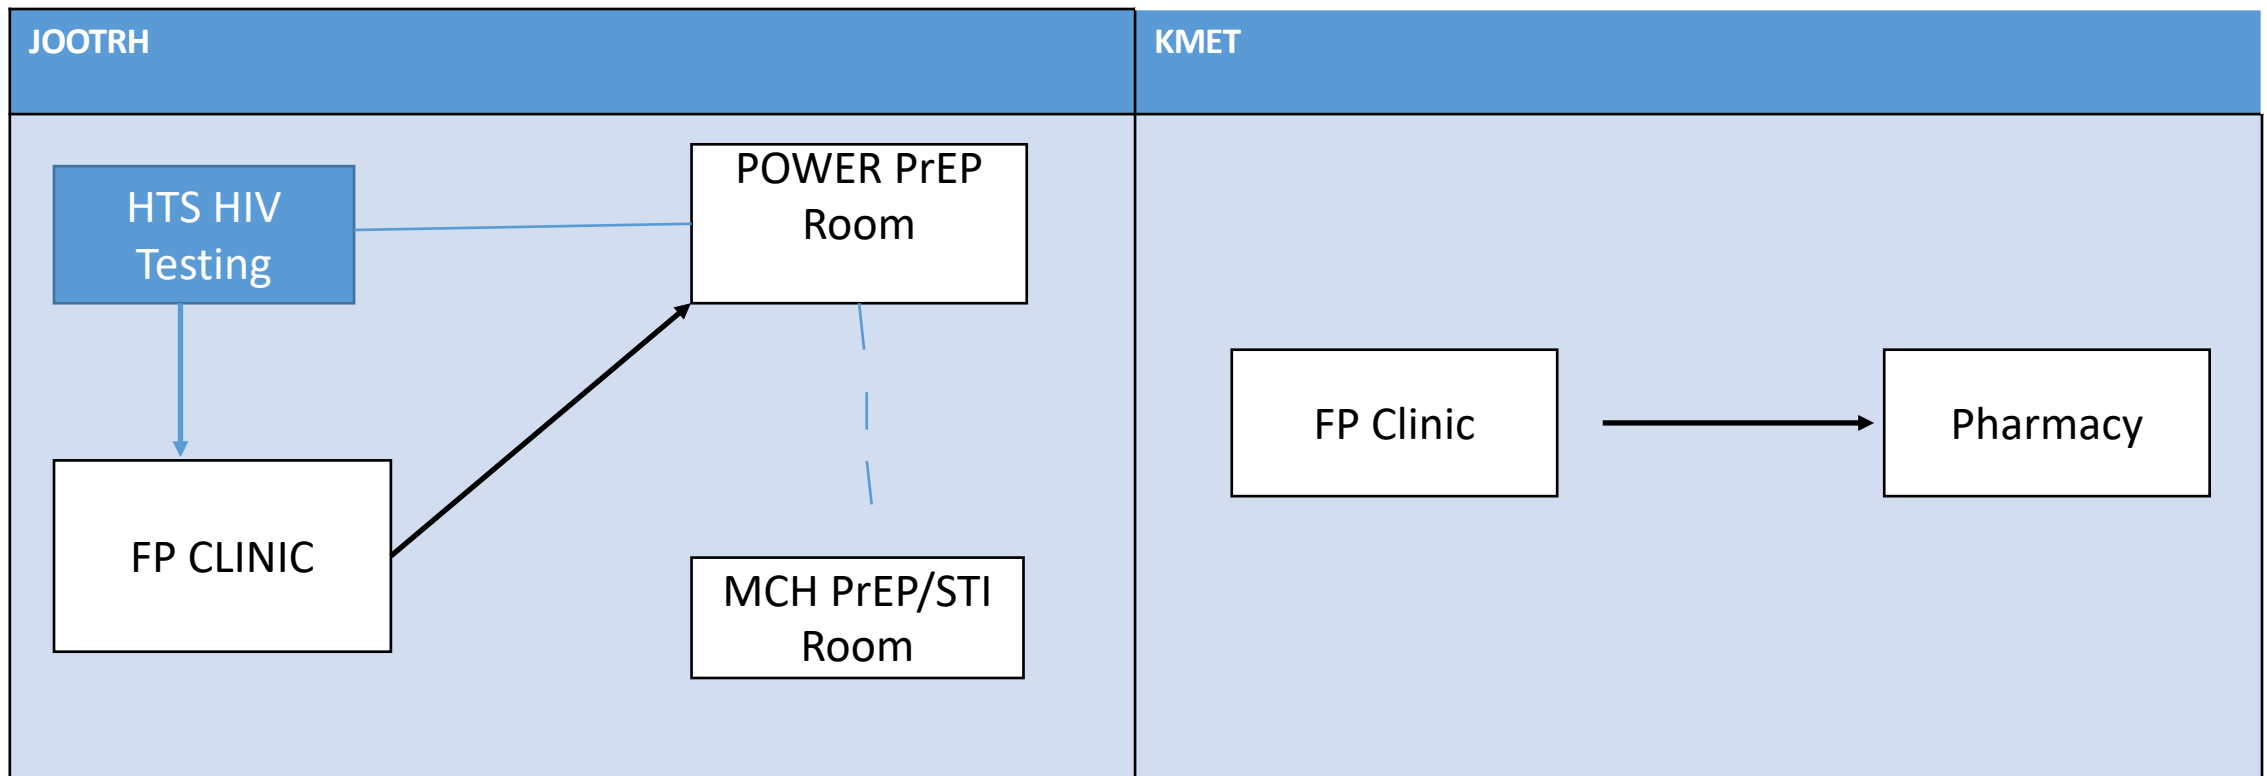 JOOTRH
KMET
HTS HIV
Testing
POWER PrEP
Room
FP CLINIC
MCH PrEP/STI
Room
FP Clinic
Pharmacy